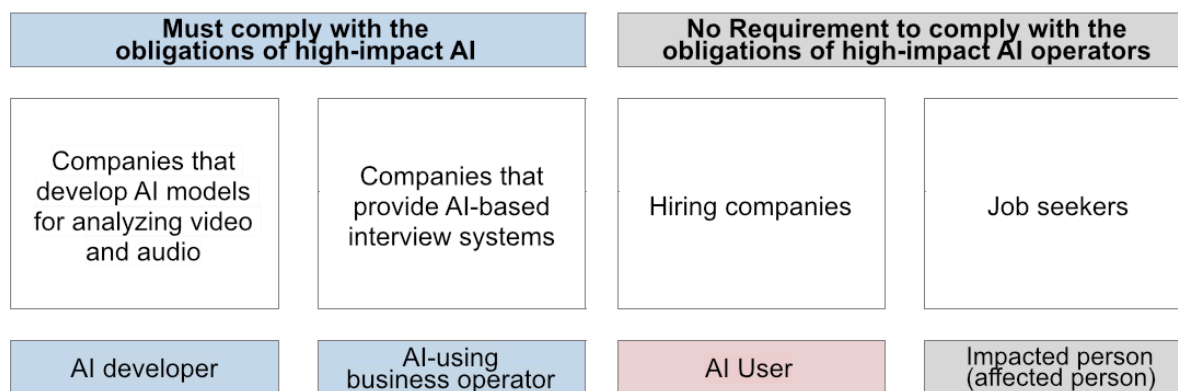 Must comply with the
obligations of high-impact AI
No Requirement to comply with the
obligations of high-impact AI operators
Companies that
develop AI models
for analyzing video
and audio
Companies that
provide AI-based
interview systems
Hiring companies
Job seekers
AI developer
AI-using
business operator
AI User
Impacted person
(affected person)